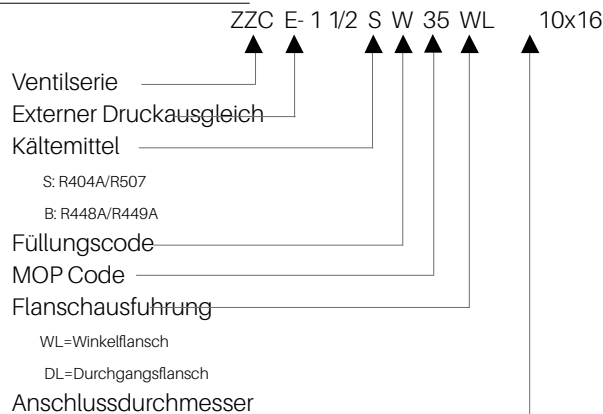 ZZC E- 1 1/2 S W 35 WL 10x16
Ventilserie
Externer Druckausgleich
Kältemittel
S: R404A/R507
B: R448A/R449A
Füllungscode
MOP Code
Flanschausfuhrung
WL=Winkelflansch
DL=Durchgangsflansch
Anschlussdurchmesser